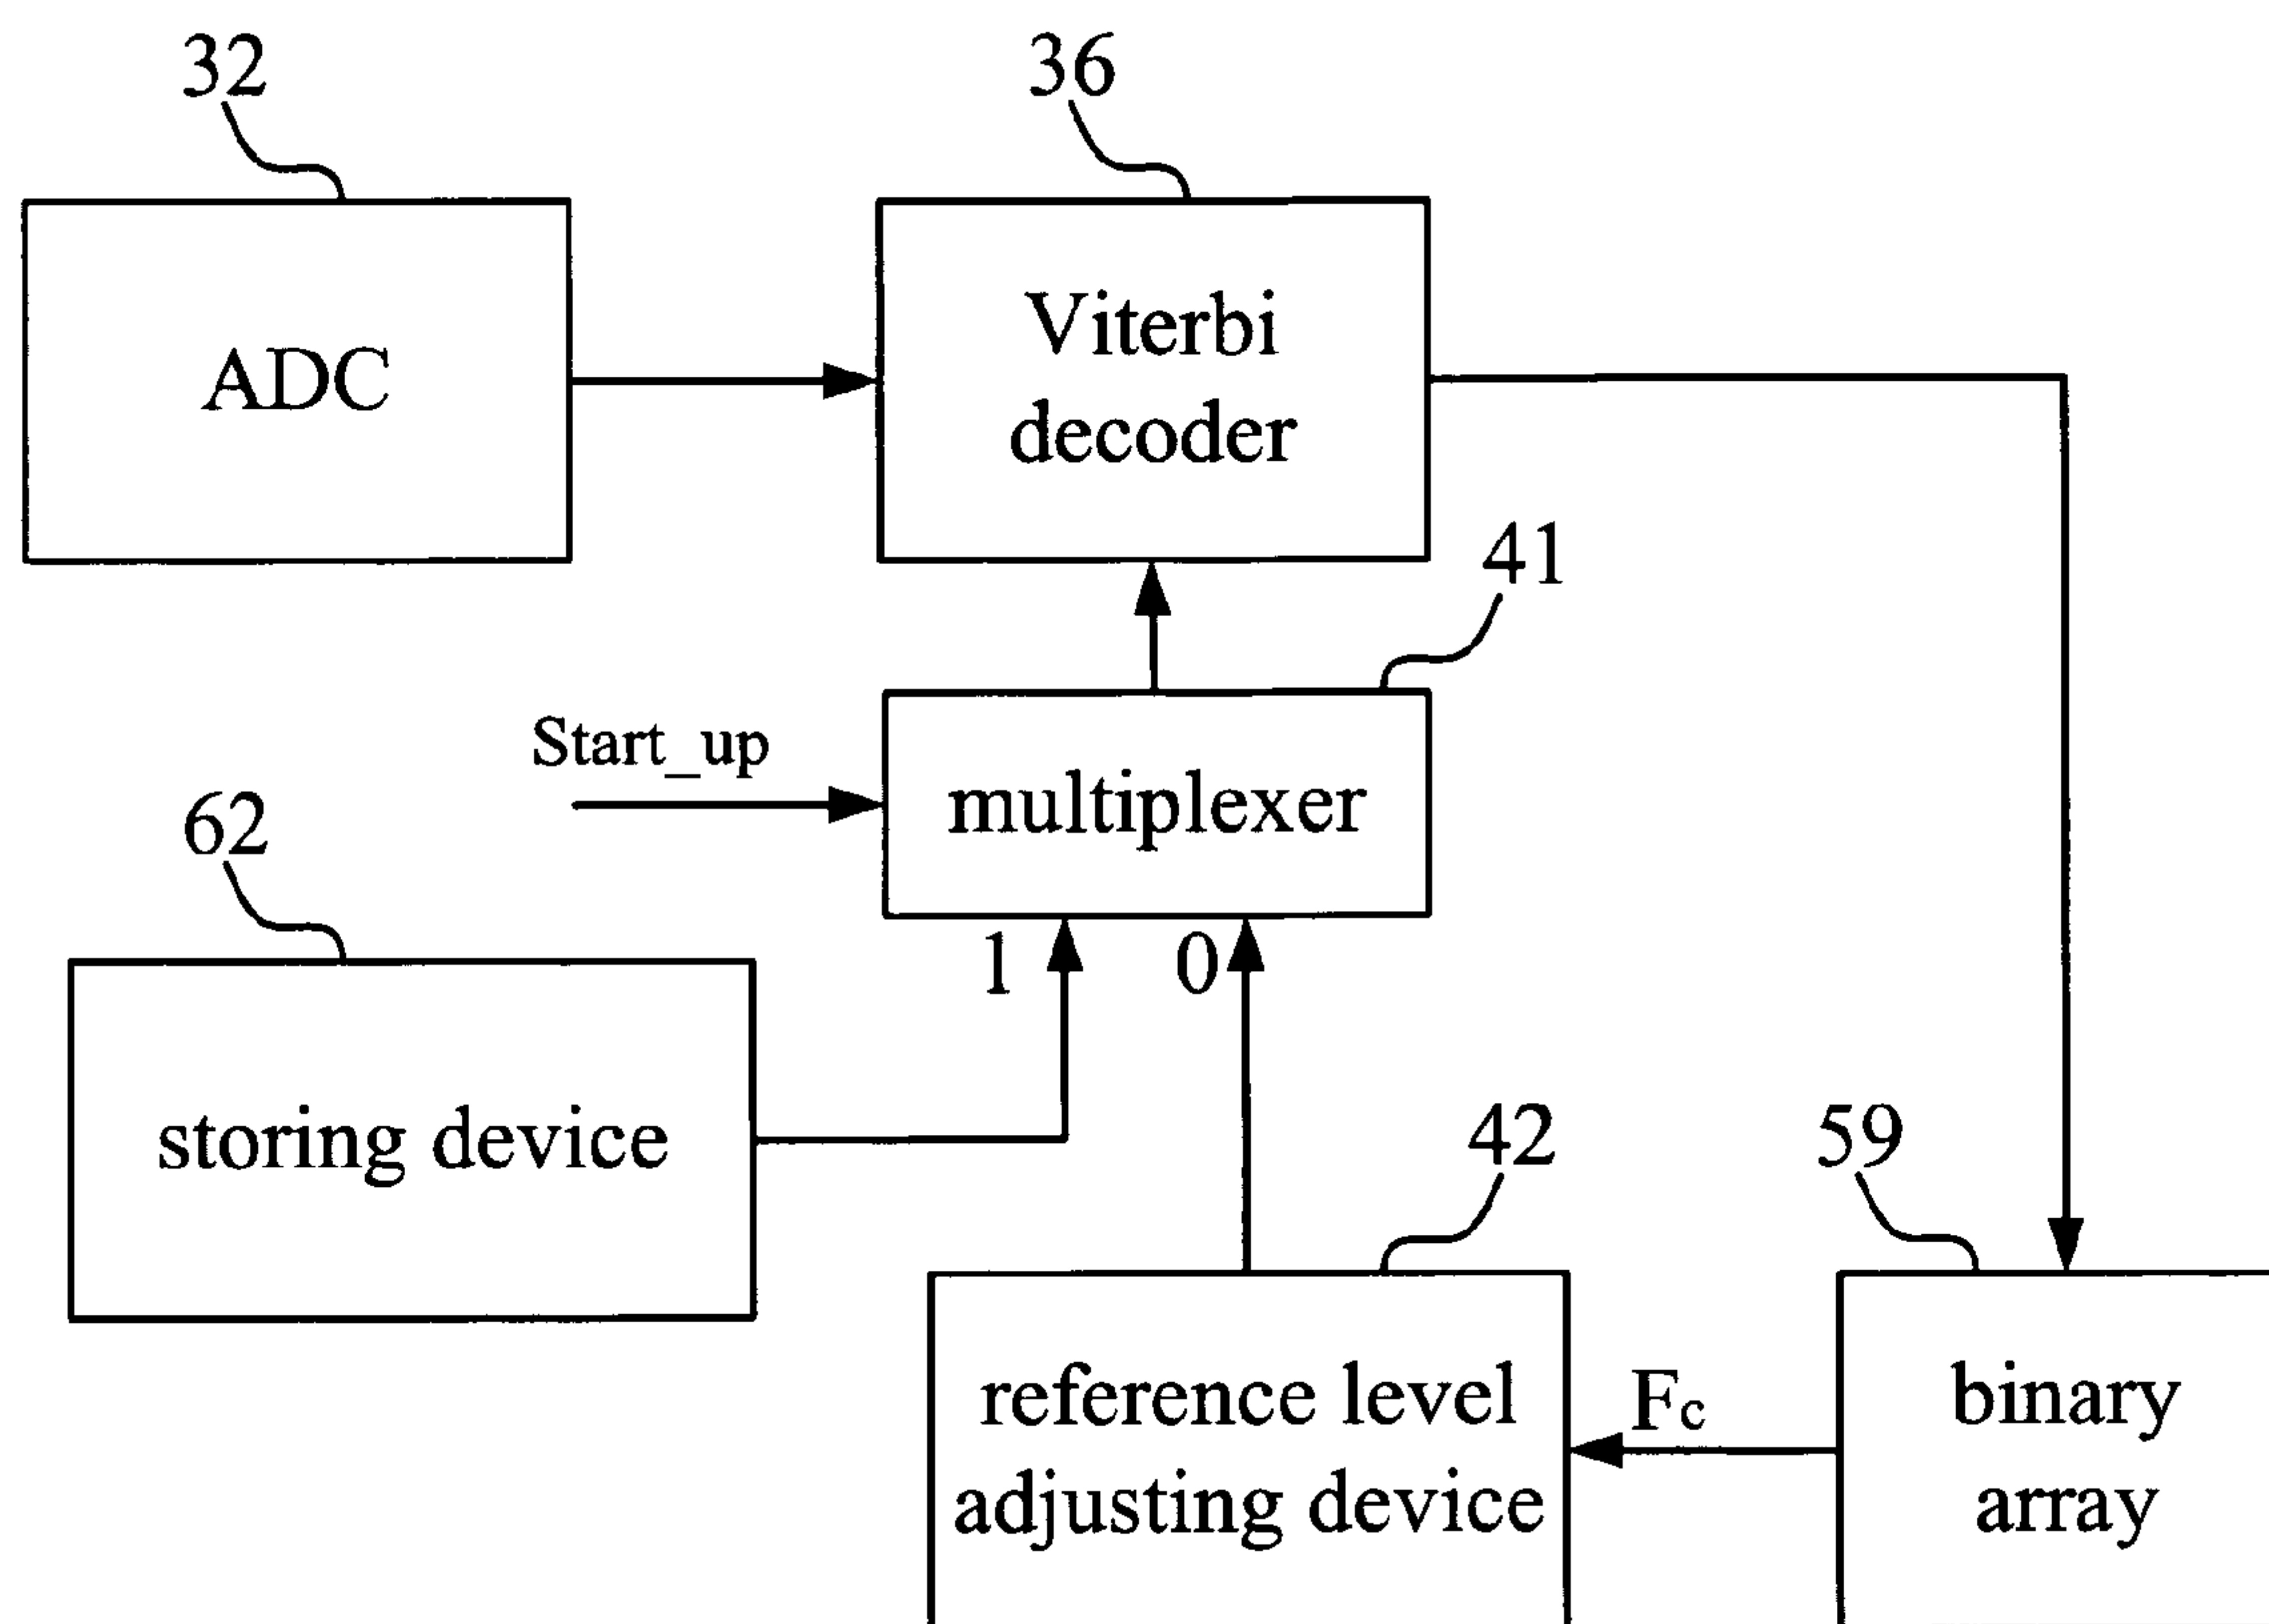 32
36
ADC
Viterbi
decoder
41
Start_up
multiplexer
62
1
0
storing device
42
59
reference level
adjusting device
Fc
binary
array